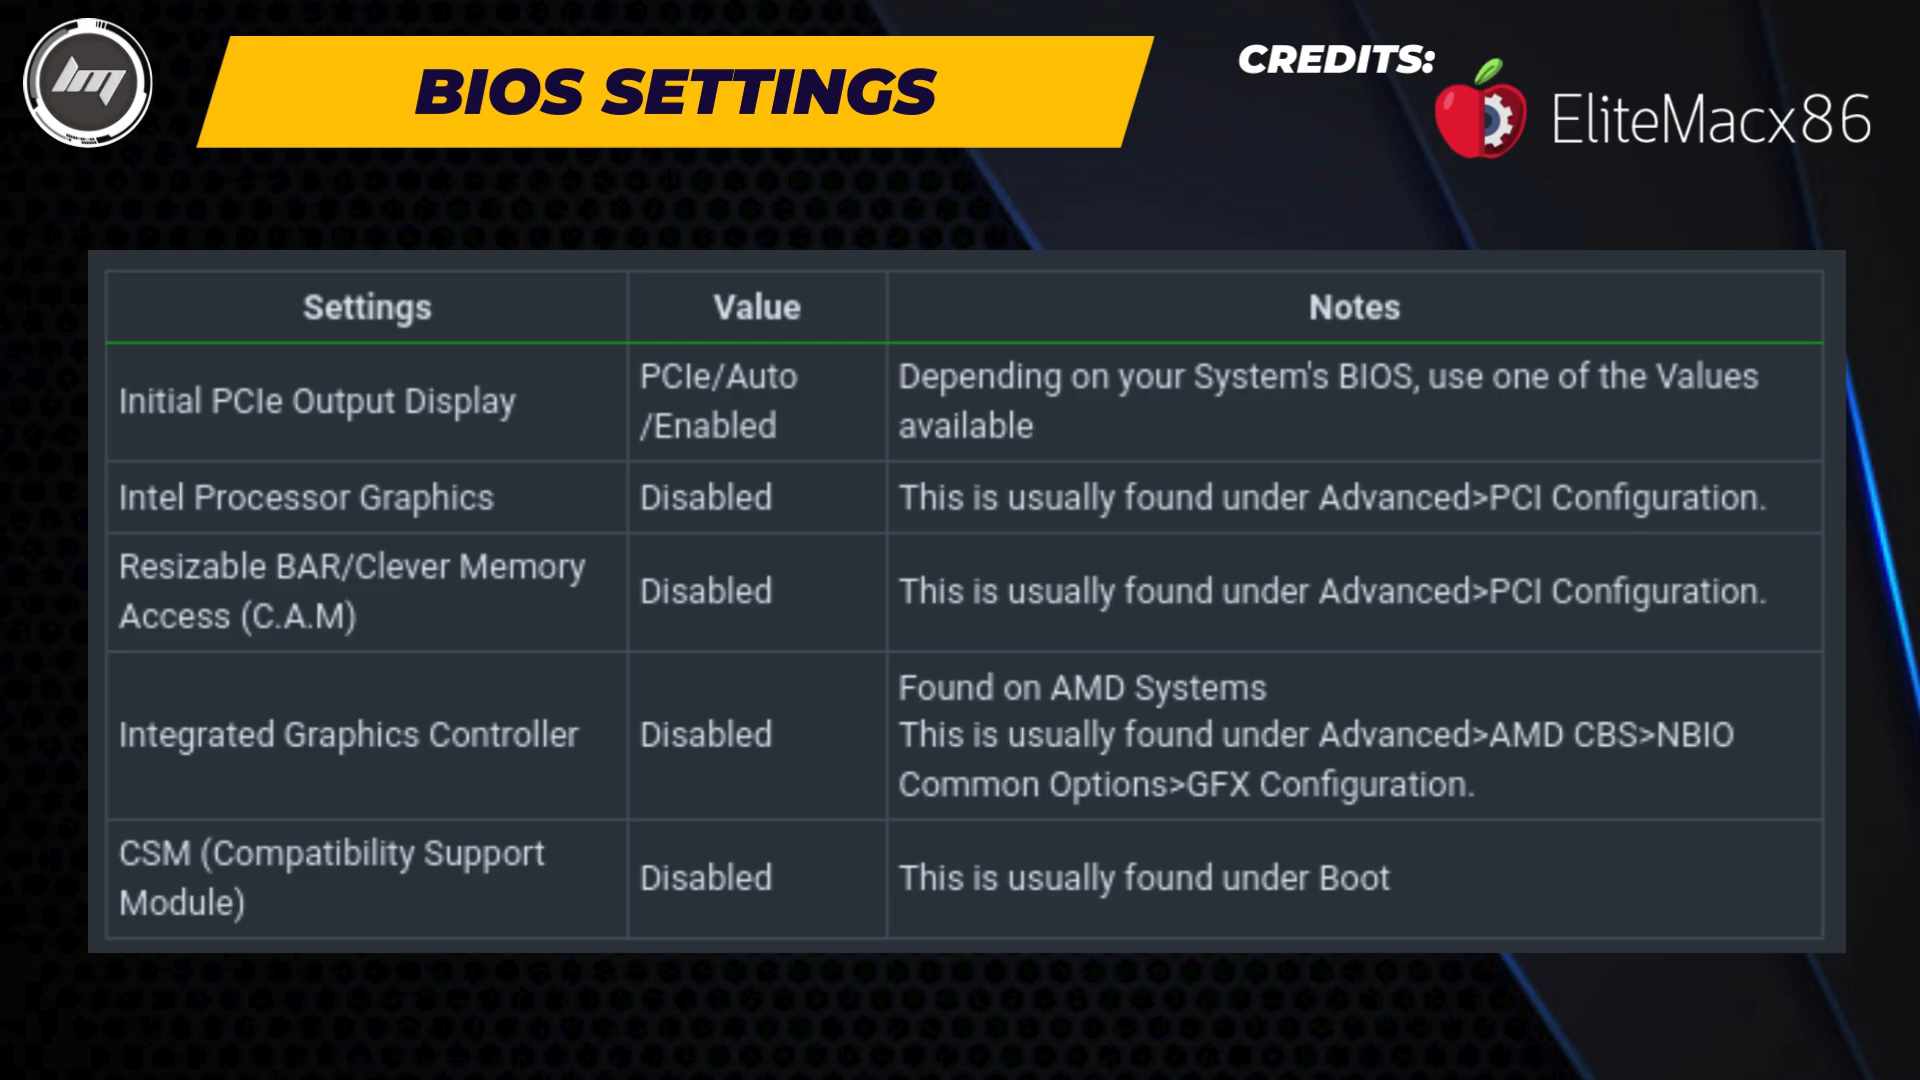 BIOS SETTINGS
CREDITS:
EliteMacx86
Settings
Value
Notes
Initial PCIe Output Display
PCIe/Auto
/Enabled
Depending on your System's BIOS, use one of the Values
available
Intel Processor Graphics
Disabled
This is usually found under Advanced>PCI Configuration.
Resizable BAR/Clever Memory
Access (C.A.M)
Disabled
This is usually found under Advanced>PCI Configuration.
Integrated Graphics Controller
Disabled
Found on AMD Systems
This is usually found under Advanced>AMD CBS>NBIO
Common Options>GFX Configuration.
CSM (Compatibility Support
Module)
Disabled
This is usually found under Boot